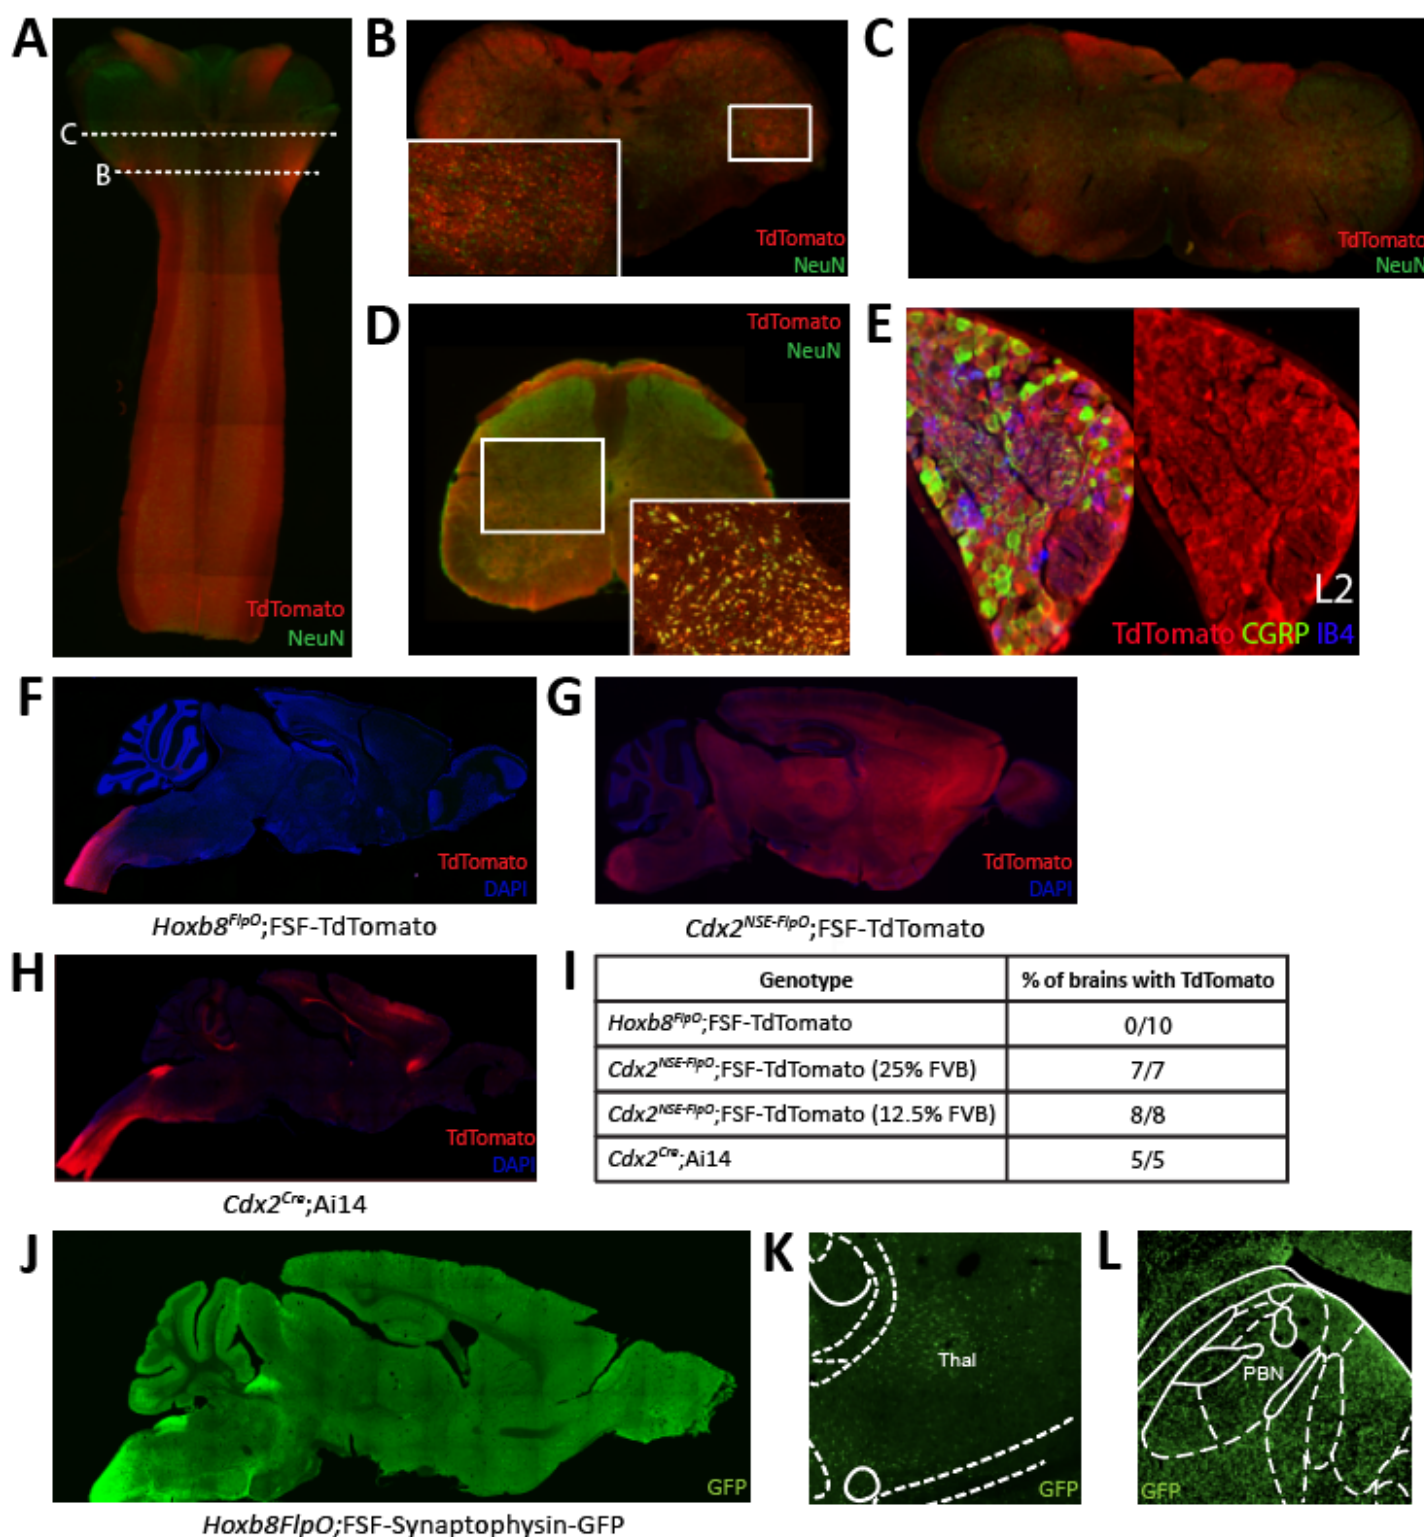 A
C
B
TdTomato
NeuN
B
TdTomato
NeuN
C
TdTomato
NeuN
D
TdTomato
NeuN
E
L2
TdTomato CGRP IB4
F
TdTomato
DAPI
Hoxb8FlpO;FSF-TdTomato
G
TdTomato
DAPI
Cdx2NSE-FlpO;FSF-TdTomato
H
TdTomato
DAPI
Cdx2Cre;Ai14
I
Genotype % of brains with TdTomato
Hoxb8FlpO;FSF-TdTomato 0/10
Cdx2NSE-FlpO;FSF-TdTomato (25% FVB) 7/7
Cdx2NSE-FlpO;FSF-TdTomato (12.5% FVB) 8/8
Cdx2Cre;Ai14 5/5
J
GFP
Hoxb8FlpO;FSF-Synaptophysin-GFP
K
Thal
GFP
L
PBN
GFP